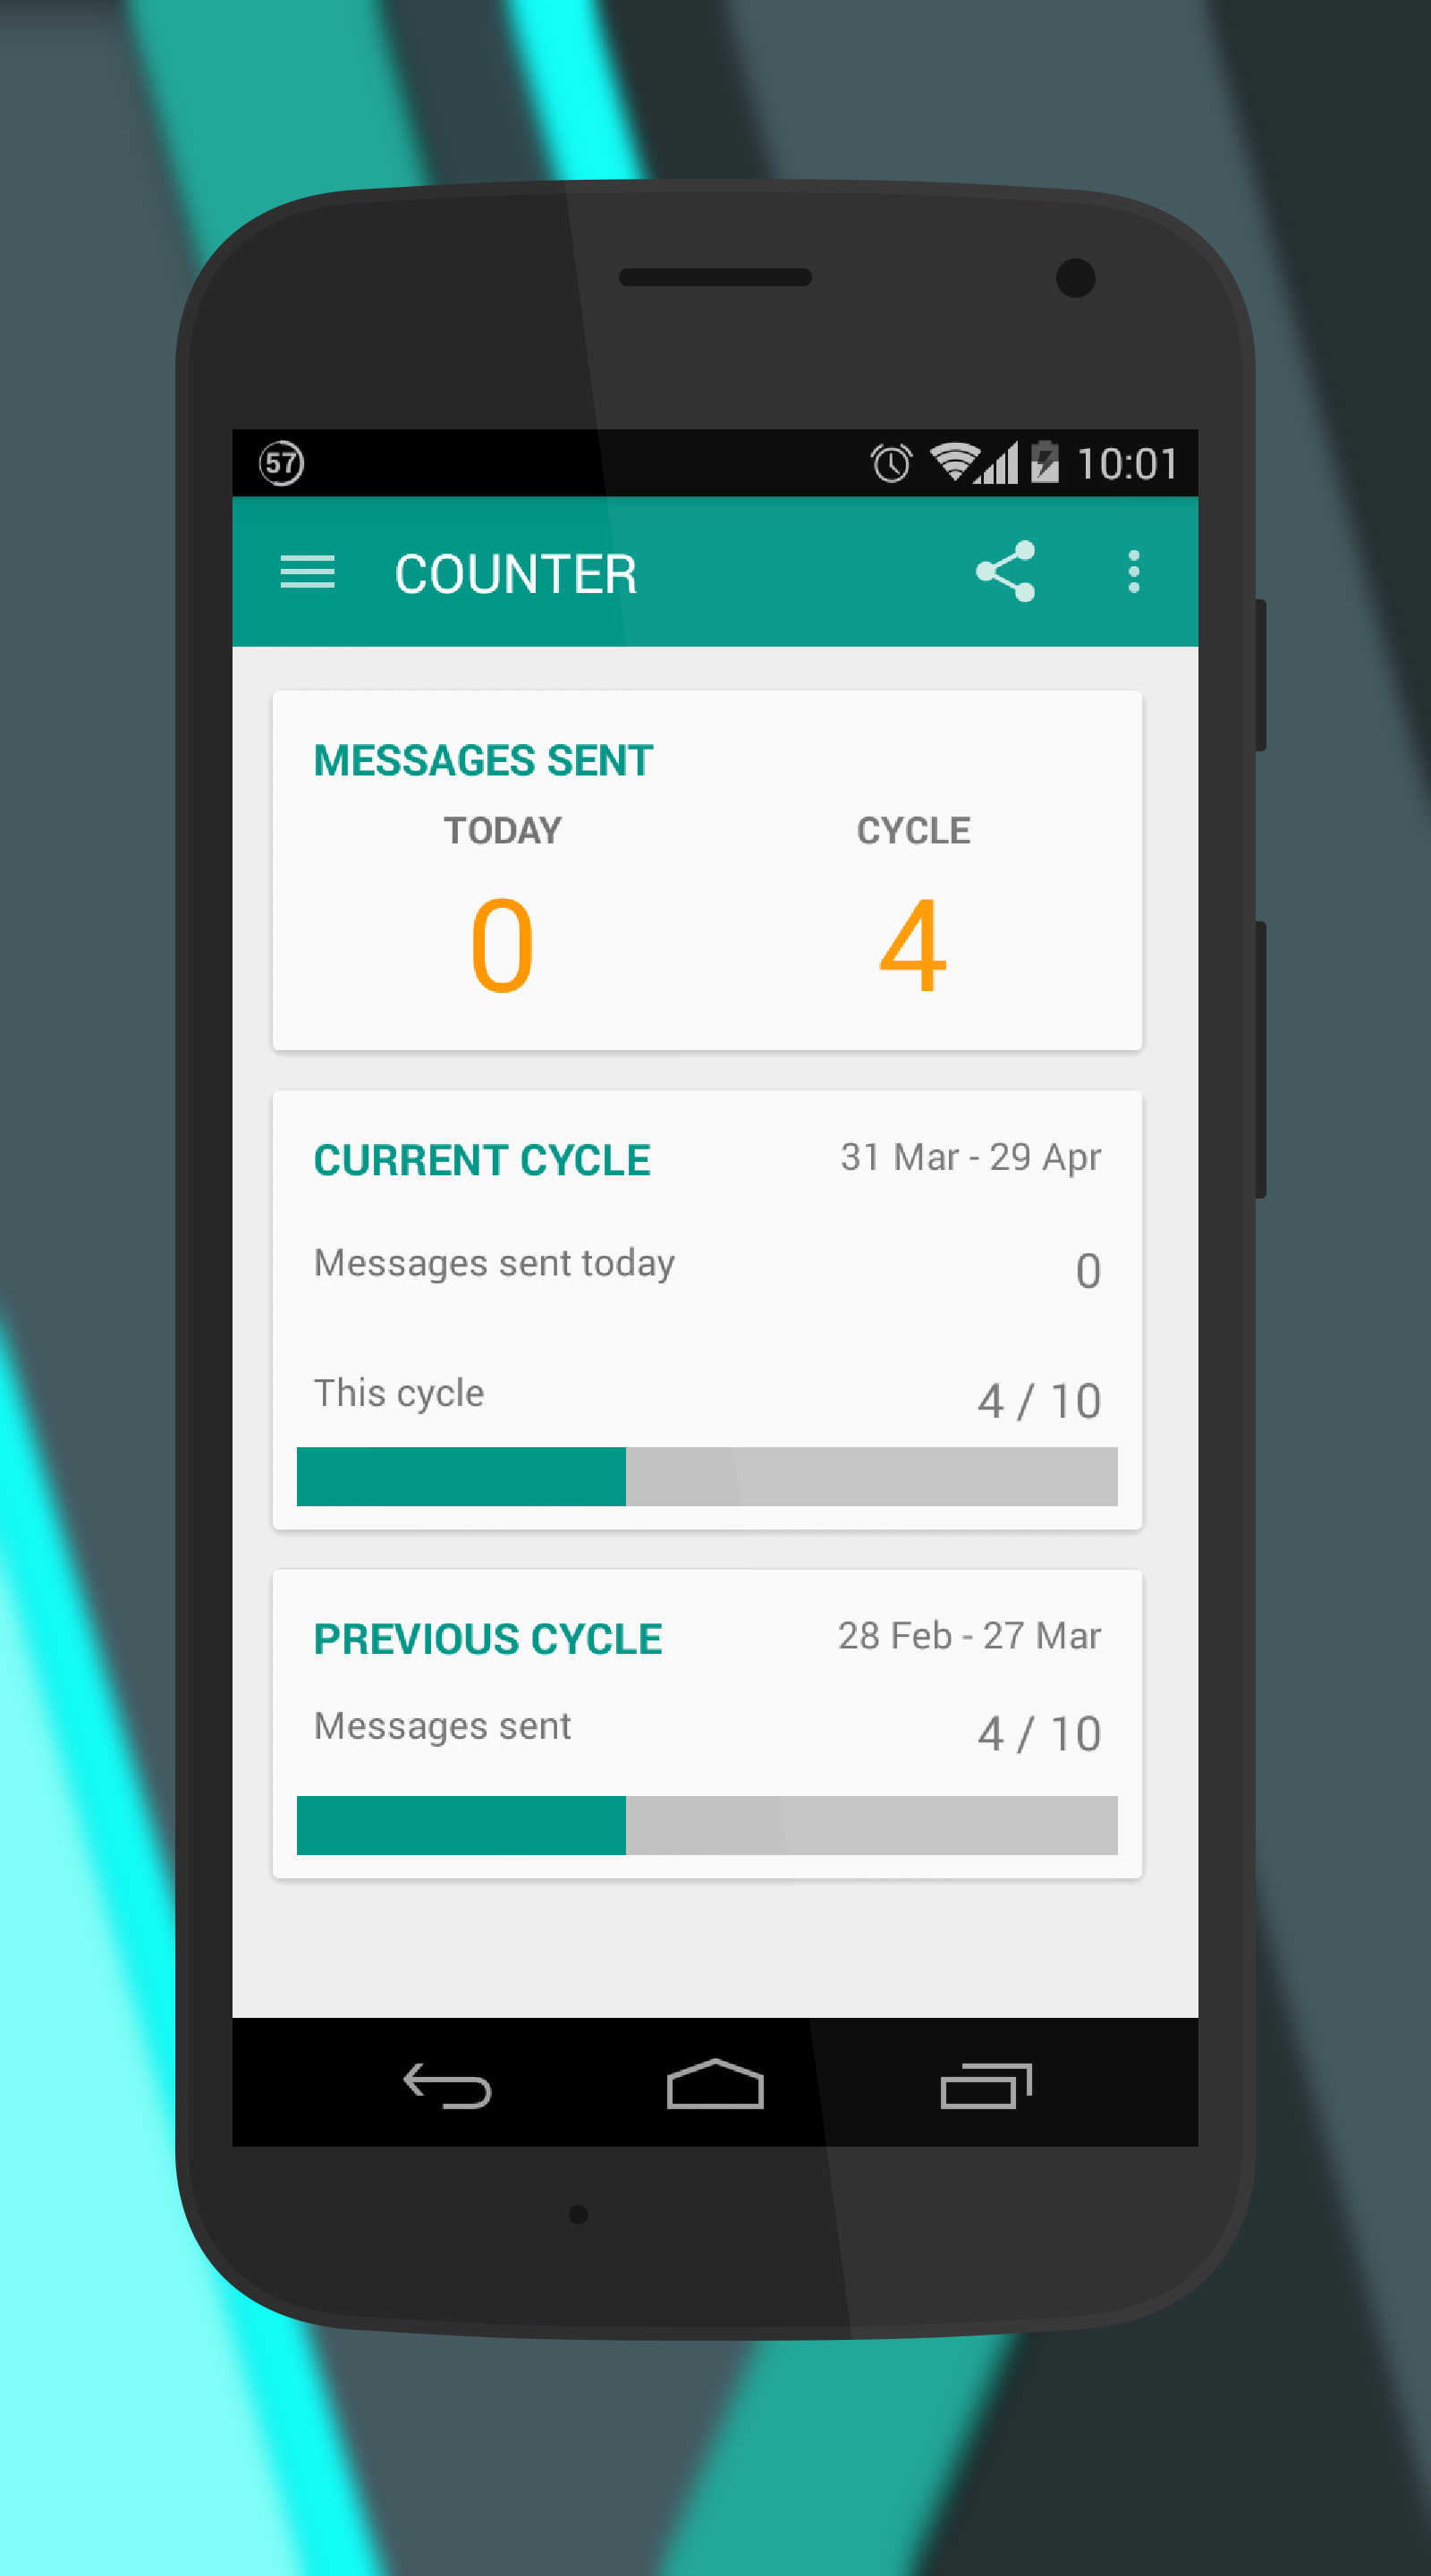 57 10:01
COUNTER
MESSAGES SENT
TODAY CYCLE
0 4
CURRENT CYCLE 31 Mar - 29 Apr
Messages sent today 0
This cycle 4 / 10
PREVIOUS CYCLE 28 Feb - 27 Mar
Messages sent 4 / 10